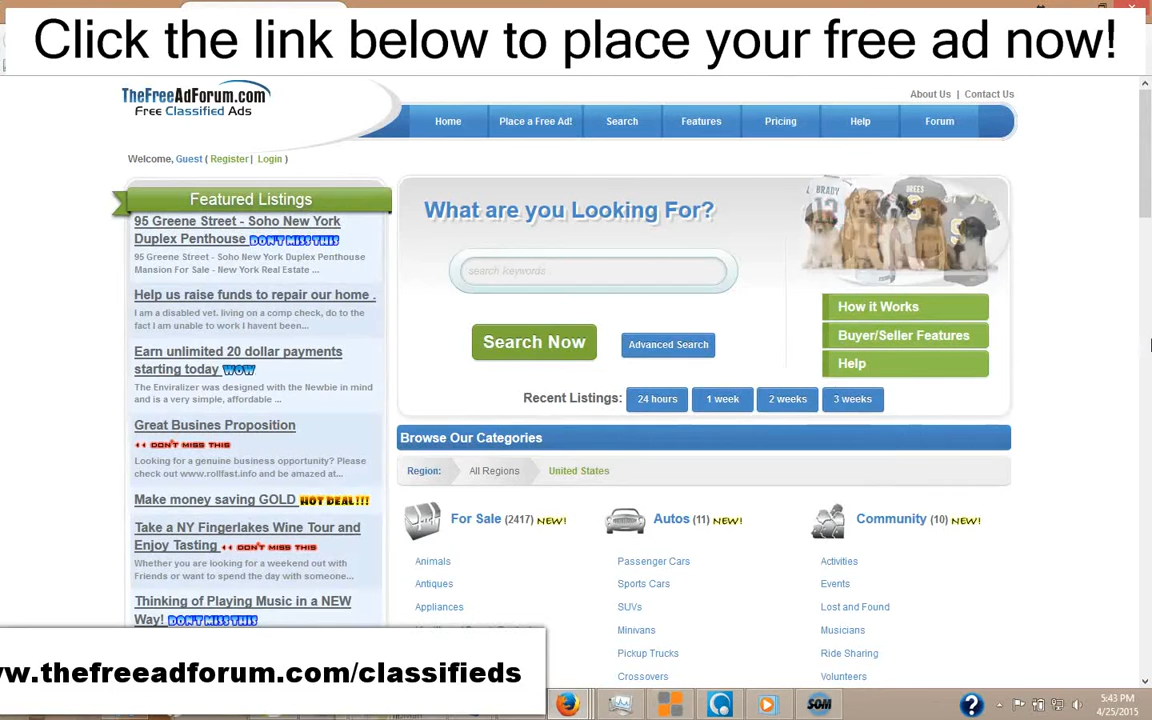 Click the link below to place your free ad now!
TheFreeAdForum.com
Free Classified Ads
About Us | Contact Us
Home
Place a Free Ad!
Search
Features
Pricing
Help
Forum
Welcome, Guest ( Register | Login )
Featured Listings
95 Greene Street - Soho New York
Duplex Penthouse DON'T MISS THIS
95 Greene Street - Soho New York Duplex Penthouse
Mansion For Sale - New York Real Estate ...
Help us raise funds to repair our home .
I am a disabled vet. living on a comp check, do to the
fact I am unable to work I havent been...
Earn unlimited 20 dollar payments
starting today WOW
The Enviralizer was designed with the Newbie in mind
and is a very simple, affordable ...
Great Busines Proposition
DON'T MISS THIS
Looking for a genuine business opportunity? Please
check out www.rollfast.info and be amazed at...
Make money saving GOLD HOT DEAL!!!
Take a NY Fingerlakes Wine Tour and
Enjoy Tasting DON'T MISS THIS
Whether you are looking for a weekend out with
Friends or want to spend the day with someone...
Thinking of Playing Music in a NEW
Way! DON'T MISS THIS
What are you Looking For?
search keywords
Search Now
Advanced Search
BRADY
12
BREES
How it Works
Buyer/Seller Features
Help
Recent Listings:
24 hours
1 week
2 weeks
3 weeks
Browse Our Categories
Region:
All Regions
United States
For Sale (2417) NEW!
Animals
Antiques
Appliances
Autos (11) NEW!
Passenger Cars
Sports Cars
SUVs
Minivans
Pickup Trucks
Crossovers
Community (10) NEW!
Activities
Events
Lost and Found
Musicians
Ride Sharing
Volunteers
w.thefreeadforum.com/classifieds
SOM
?
5:43 PM
4/25/2015